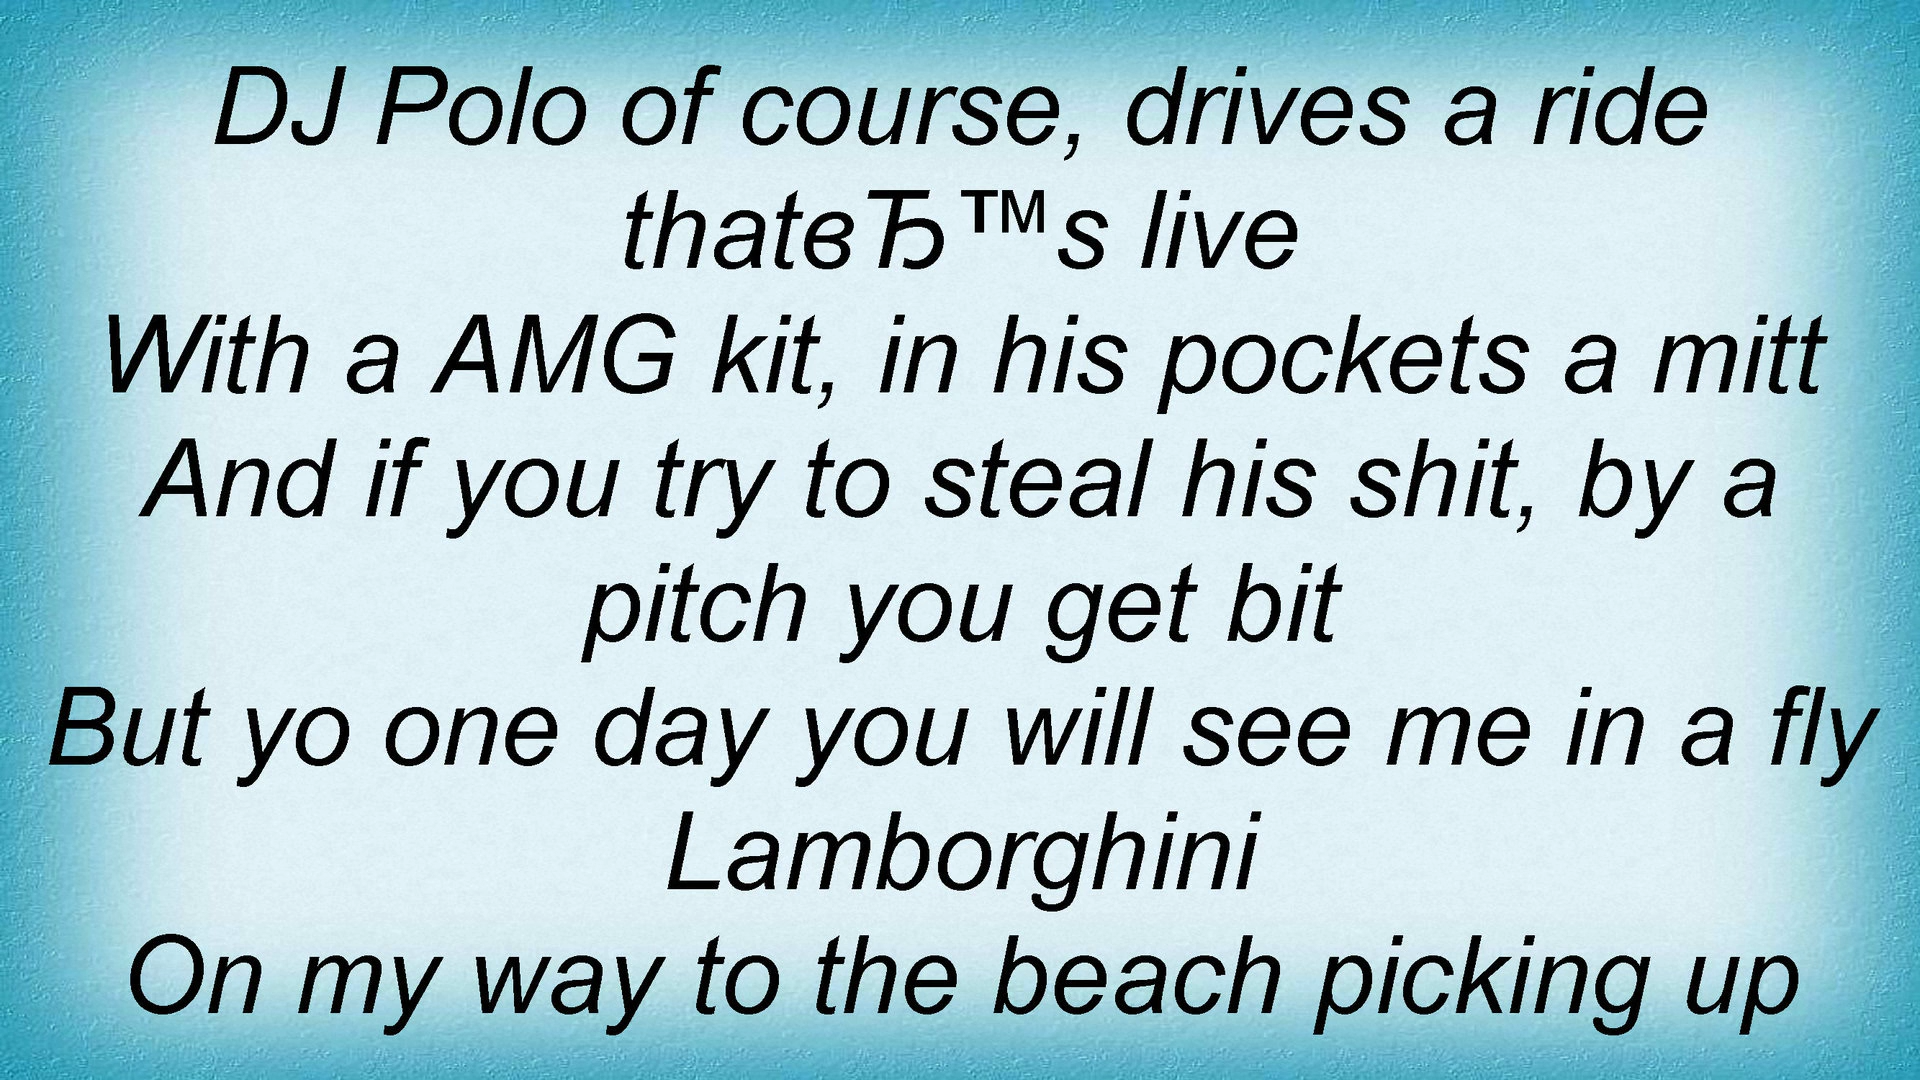 DJ Polo of course, drives a ride
thatвЂ™s live
With a AMG kit, in his pockets a mitt
And if you try to steal his shit, by a
pitch you get bit
But yo one day you will see me in a fly
Lamborghini
On my way to the beach picking up